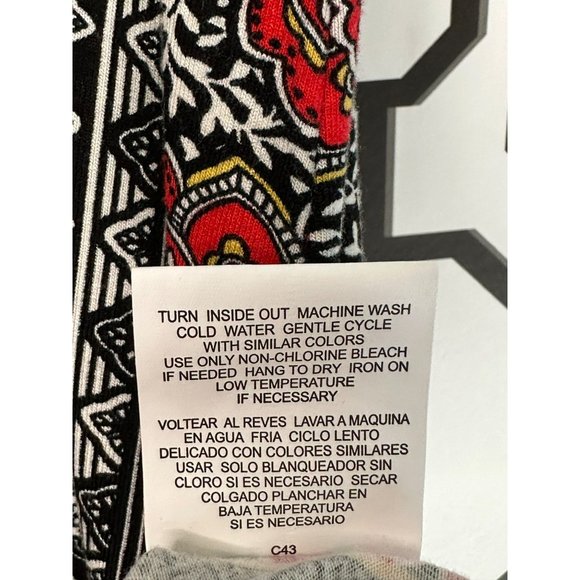 TURN INSIDE OUT MACHINE WASH
COLD WATER GENTLE CYCLE
WITH SIMILAR COLORS
USE ONLY NON-CHLORINE BLEACH
IF NEEDED HANG TO DRY IRON ON
LOW TEMPERATURE
IF NECESSARY
VOLTEAR AL REVES LAVAR A MAQUINA
EN AGUA FRIA CICLO LENTO
DELICADO CON COLORES SIMILARES
USAR SOLO BLANQUEADOR SIN
CLORO SI ES NECESARIO SECAR
COLGADO PLANCHAR EN
BAJA TEMPERATURA
SI ES NECESARIO
C43